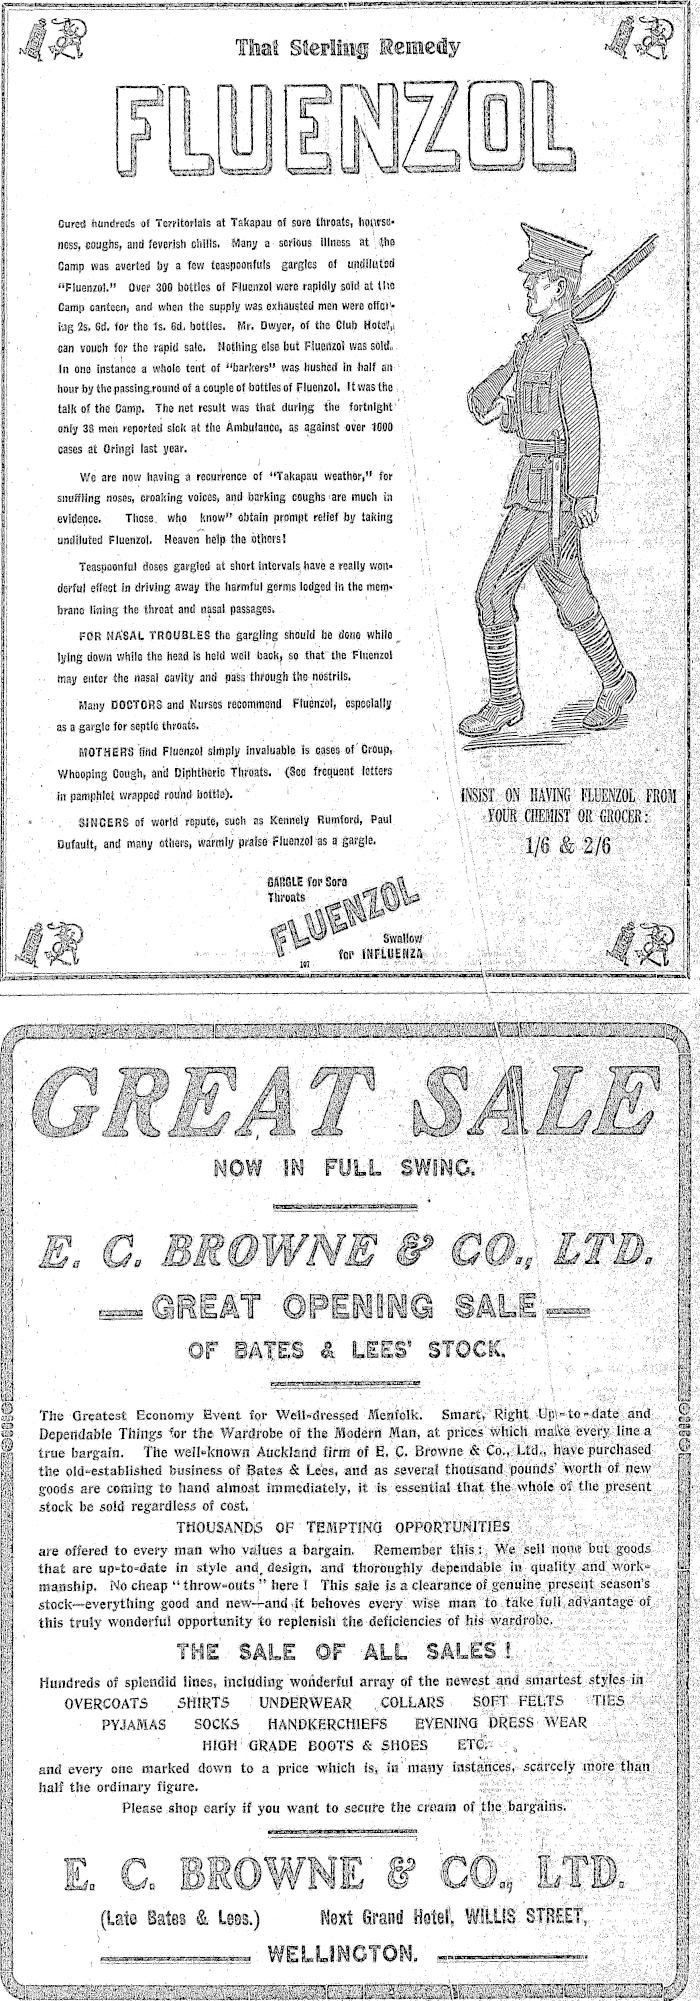 That Sterling Remedy
FLUENZOL
Cured hundreds of Territorials at Takapau of sore throats, hoarse-
ness, coughs, and feverish chills. Many a serious illness at the
Camp was averted by a few teaspoonfuls gargles of undiluted
"Fluenzol." Over 300 bottles of Fluenzol were rapidly sold at the
Camp canteen, and when the supply was exhausted men were offer-
ing 2s. 6d. for the 1s. 6d. bottles. Mr. Dwyer, of the Club Hotel,
can vouch for the rapid sale. Nothing else but Fluenzol was sold.
In one instance a whole tent of "barkers" was hushed in half an
hour by the passing round of a couple of bottles of Fluenzol. It was the
talk of the Camp. The net result was that during the fortnight
only 38 men reported sick at the Ambulance, as against over 1000
cases at Oringi last year.
We are now having a recurrence of "Takapau weather," for
snuffling noses, croaking voices, and barking coughs are much in
evidence. Those who know" obtain prompt relief by taking
undiluted Fluenzol. Heaven help the others!
Teaspoonful doses gargled at short intervals have a really won-
derful effect in driving away the harmful germs lodged in the mem-
brane lining the throat and nasal passages.
FOR NASAL TROUBLES the gargling should be done while
lying down while the head is held well back, so that the Fluenzol
may enter the nasal cavity and pass through the nostrils.
Many DOCTORS and Nurses recommend Fluenzol, especially
as a gargle for septic throats.
MOTHERS find Fluenzol simply invaluable is cases of Croup,
Whooping Cough, and Diphtheric Throats. (See frequent letters
in pamphlet wrapped round bottle).
SINGERS of world repute, such as Kennely Rumford, Paul
Dufault, and many others, warmly praise Fluenzol as a gargle.
INSIST ON HAVING FLUENZOL FROM
YOUR CHEMIST OR GROCER:
1/6 & 2/6
GARGLE for Sore
Throats
FLUENZOL
Swallow
for INFLUENZA
107
GREAT SALE
NOW IN FULL SWING.
E. C. BROWNE & CO., LTD.
GREAT OPENING SALE
OF BATES & LEES' STOCK.
The Greatest Economy Event for Well-dressed Menfolk. Smart, Right Up-to-date and
Dependable Things for the Wardrobe of the Modern Man, at prices which make every line a
true bargain. The well-known Auckland firm of E. C. Browne & Co., Ltd., have purchased
the old-established business of Bates & Lees, and as several thousand pounds' worth of new
goods are coming to hand almost immediately, it is essential that the whole of the present
stock be sold regardless of cost.
THOUSANDS OF TEMPTING OPPORTUNITIES
are offered to every man who values a bargain. Remember this: We sell none but goods
that are up-to-date in style and design, and thoroughly dependable in quality and work-
manship. No cheap "throw-outs" here! This sale is a clearance of genuine present season's
stock—everything good and new—and it behoves every wise man to take full advantage of
this truly wonderful opportunity to replenish the deficiencies of his wardrobe.
THE SALE OF ALL SALES!
Hundreds of splendid lines, including wonderful array of the newest and smartest styles in
OVERCOATS SHIRTS UNDERWEAR COLLARS SOFT FELTS TIES
PYJAMAS SOCKS HANDKERCHIEFS EVENING DRESS WEAR
HIGH GRADE BOOTS & SHOES ETC.
and every one marked down to a price which is, in many instances, scarcely more than
half the ordinary figure.
Please shop early if you want to secure the cream of the bargains.
E. C. BROWNE & CO., LTD.
(Late Bates & Lees.) Next Grand Hotel, WILLIS STREET,
WELLINGTON.